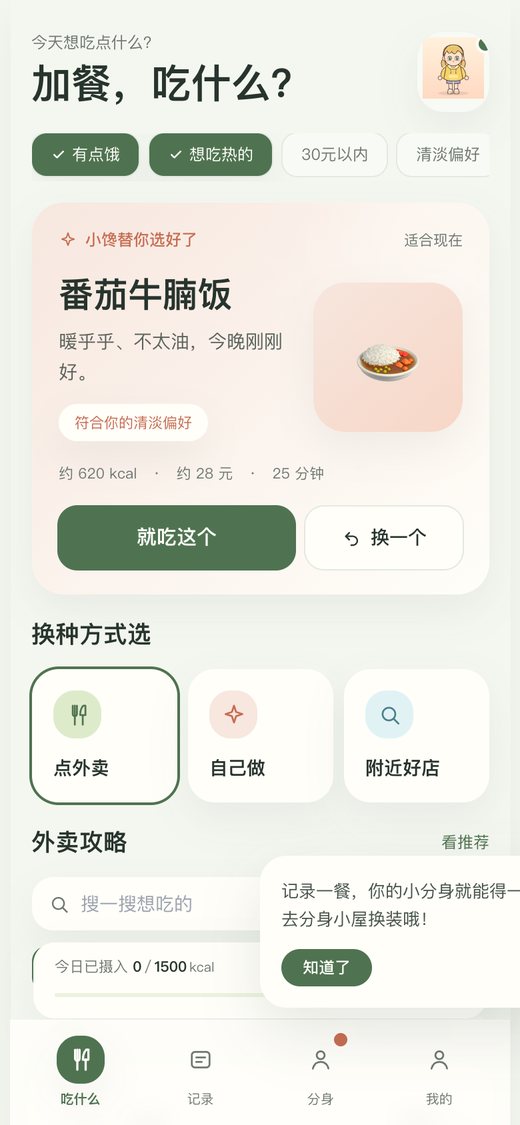 今天想吃点什么？
加餐，吃什么？
有点饿
想吃热的
30元以内
清淡偏好
小馋替你选好了
适合现在
番茄牛腩饭
暖乎乎、不太油，今晚刚刚
好。
符合你的清淡偏好
约 620 kcal · 约 28 元 · 25 分钟
就吃这个
换一个
换种方式选
点外卖
自己做
附近好店
外卖攻略
看推荐
搜一搜想吃的
记录一餐，你的小分身就能得一
去分身小屋换装哦！
知道了
今日已摄入 0 / 1500 kcal
吃什么
记录
分身
我的